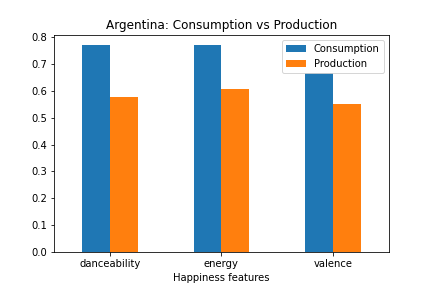 Argentina: Consumption vs Production
Consumption
Production
0.8
0.7
0.6
0.5
0.4
0.3
0.2
0.1
0.0
danceability energy valence
Happiness features